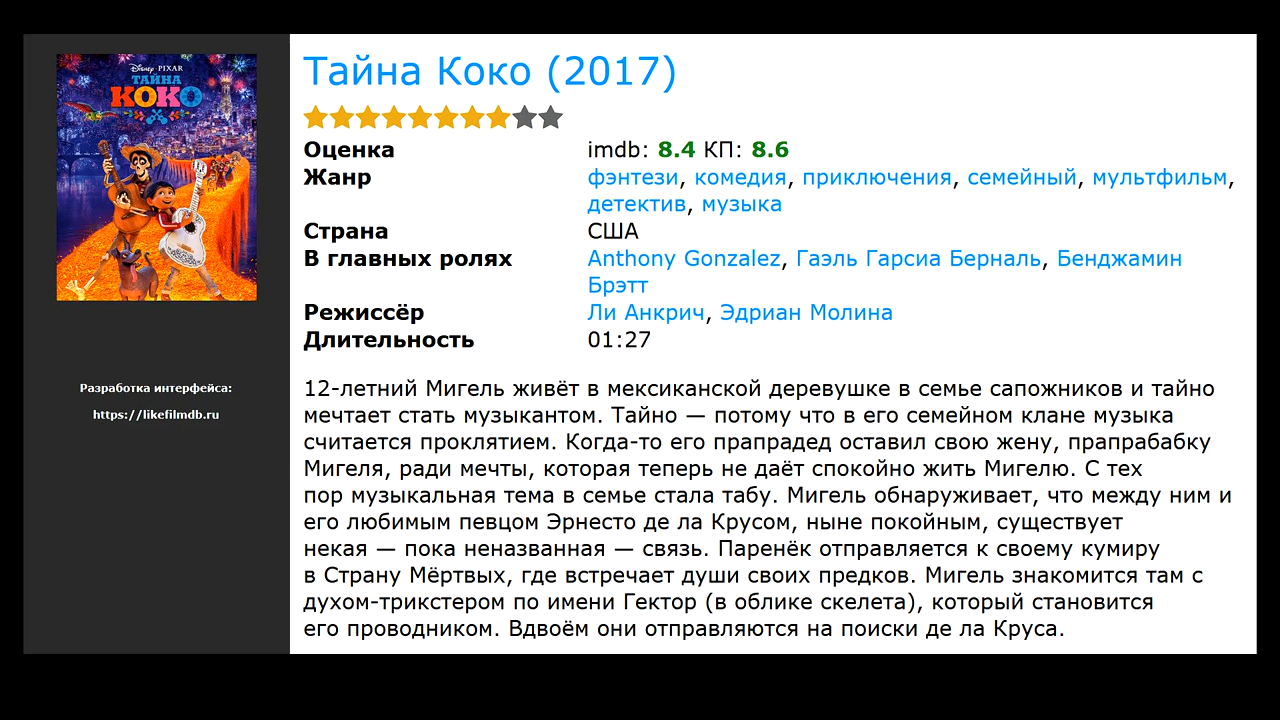 Disney · PIXAR
ТАЙНА
КОКО
Разработка интерфейса:
https://likefilmdb.ru
Тайна Коко (2017)
Оценка imdb: 8.4 КП: 8.6
Жанр фэнтези, комедия, приключения, семейный, мультфильм,
детектив, музыка
Страна США
В главных ролях Anthony Gonzalez, Гаэль Гарсиа Берналь, Бенджамин
Брэтт
Режиссёр Ли Анкрич, Эдриан Молина
Длительность 01:27
12-летний Мигель живёт в мексиканской деревушке в семье сапожников и тайно
мечтает стать музыкантом. Тайно — потому что в его семейном клане музыка
считается проклятием. Когда-то его прапрадед оставил свою жену, прапрабабку
Мигеля, ради мечты, которая теперь не даёт спокойно жить Мигелю. С тех
пор музыкальная тема в семье стала табу. Мигель обнаруживает, что между ним и
его любимым певцом Эрнесто де ла Крусом, ныне покойным, существует
некая — пока неназванная — связь. Паренёк отправляется к своему кумиру
в Страну Мёртвых, где встречает души своих предков. Мигель знакомится там с
духом-трикстером по имени Гектор (в облике скелета), который становится
его проводником. Вдвоём они отправляются на поиски де ла Круса.